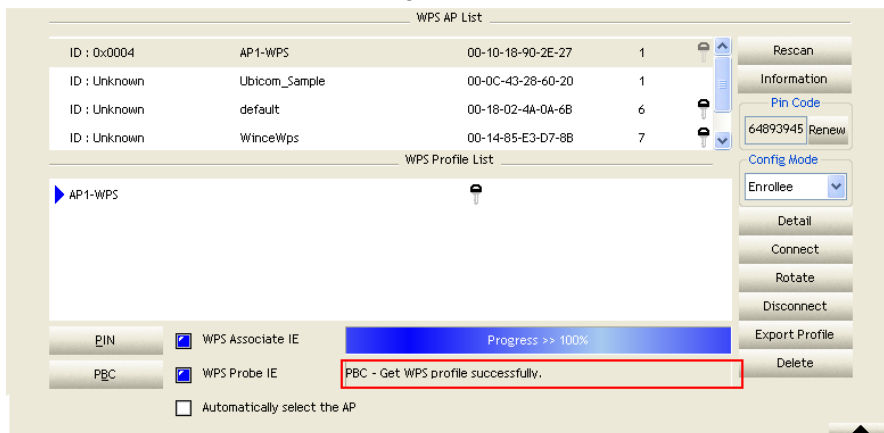 WPS AP List
ID : 0x0004 AP1-WPS 00-10-18-90-2E-27 1
ID : Unknown Ubicom_Sample 00-0C-43-28-60-20 1
ID : Unknown default 00-18-02-4A-0A-6B 6
ID : Unknown WinceWps 00-14-85-E3-D7-8B 7
Rescan
Information
Pin Code
64893945 Renew
WPS Profile List
AP1-WPS
Config Mode
Enrollee
Detail
Connect
Rotate
Disconnect
Export Profile
Delete
PIN WPS Associate IE Progress >> 100%
PBC WPS Probe IE PBC - Get WPS profile successfully.
Automatically select the AP